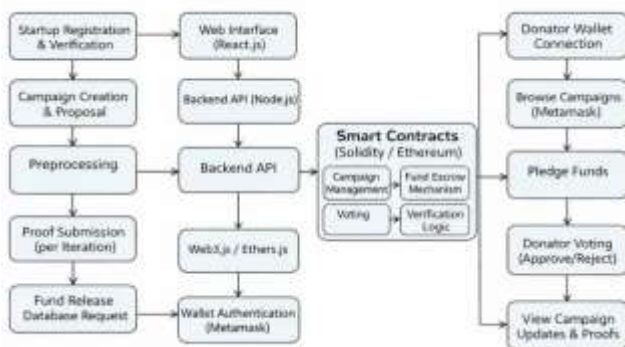 Startup Registration
& Verification
Campaign Creation
& Proposal
Preprocessing
Proof Submission
(per Iteration)
Fund Release
Database Request
Web Interface
(React.js)
Backend API (Node.js)
Backend API
Web3.js / Ethers.js
Wallet Authentication
(Metamask)
Smart Contracts
(Solidity / Ethereum)
Campaign
Management
Fund Escrow
Mechanism
Voting
Verification
Logic
Donator Wallet
Connection
Browse Campaigns
(Metamask)
Pledge Funds
Donator Voting
(Approve/Reject)
View Campaign
Updates & Proofs